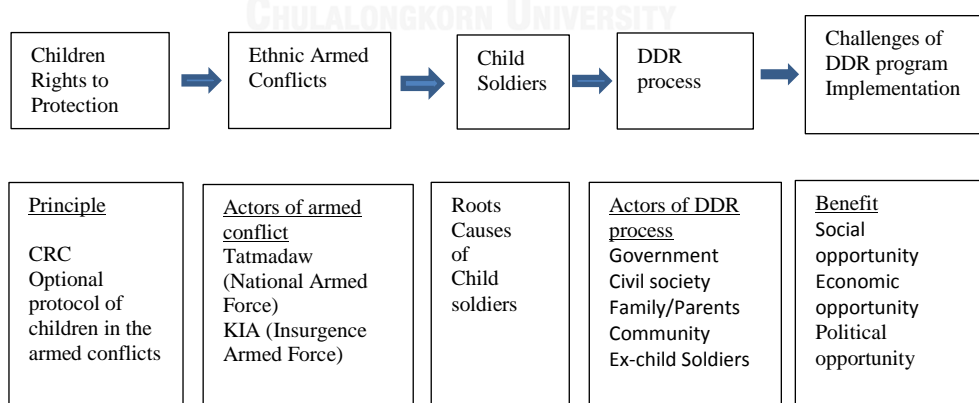 CHULALONGKORN UNIVERSITY
Children
Rights to
Protection
Ethnic Armed
Conflicts
Child
Soldiers
DDR
process
Challenges of
DDR program
Implementation
Principle
CRC
Optional
protocol of
children in the
armed conflicts
Actors of armed
conflict
Tatmadaw
(National Armed
Force)
KIA (Insurgence
Armed Force)
Roots
Causes
of
Child
soldiers
Actors of DDR
process
Government
Civil society
Family/Parents
Community
Ex-child Soldiers
Benefit
Social
opportunity
Economic
opportunity
Political
opportunity